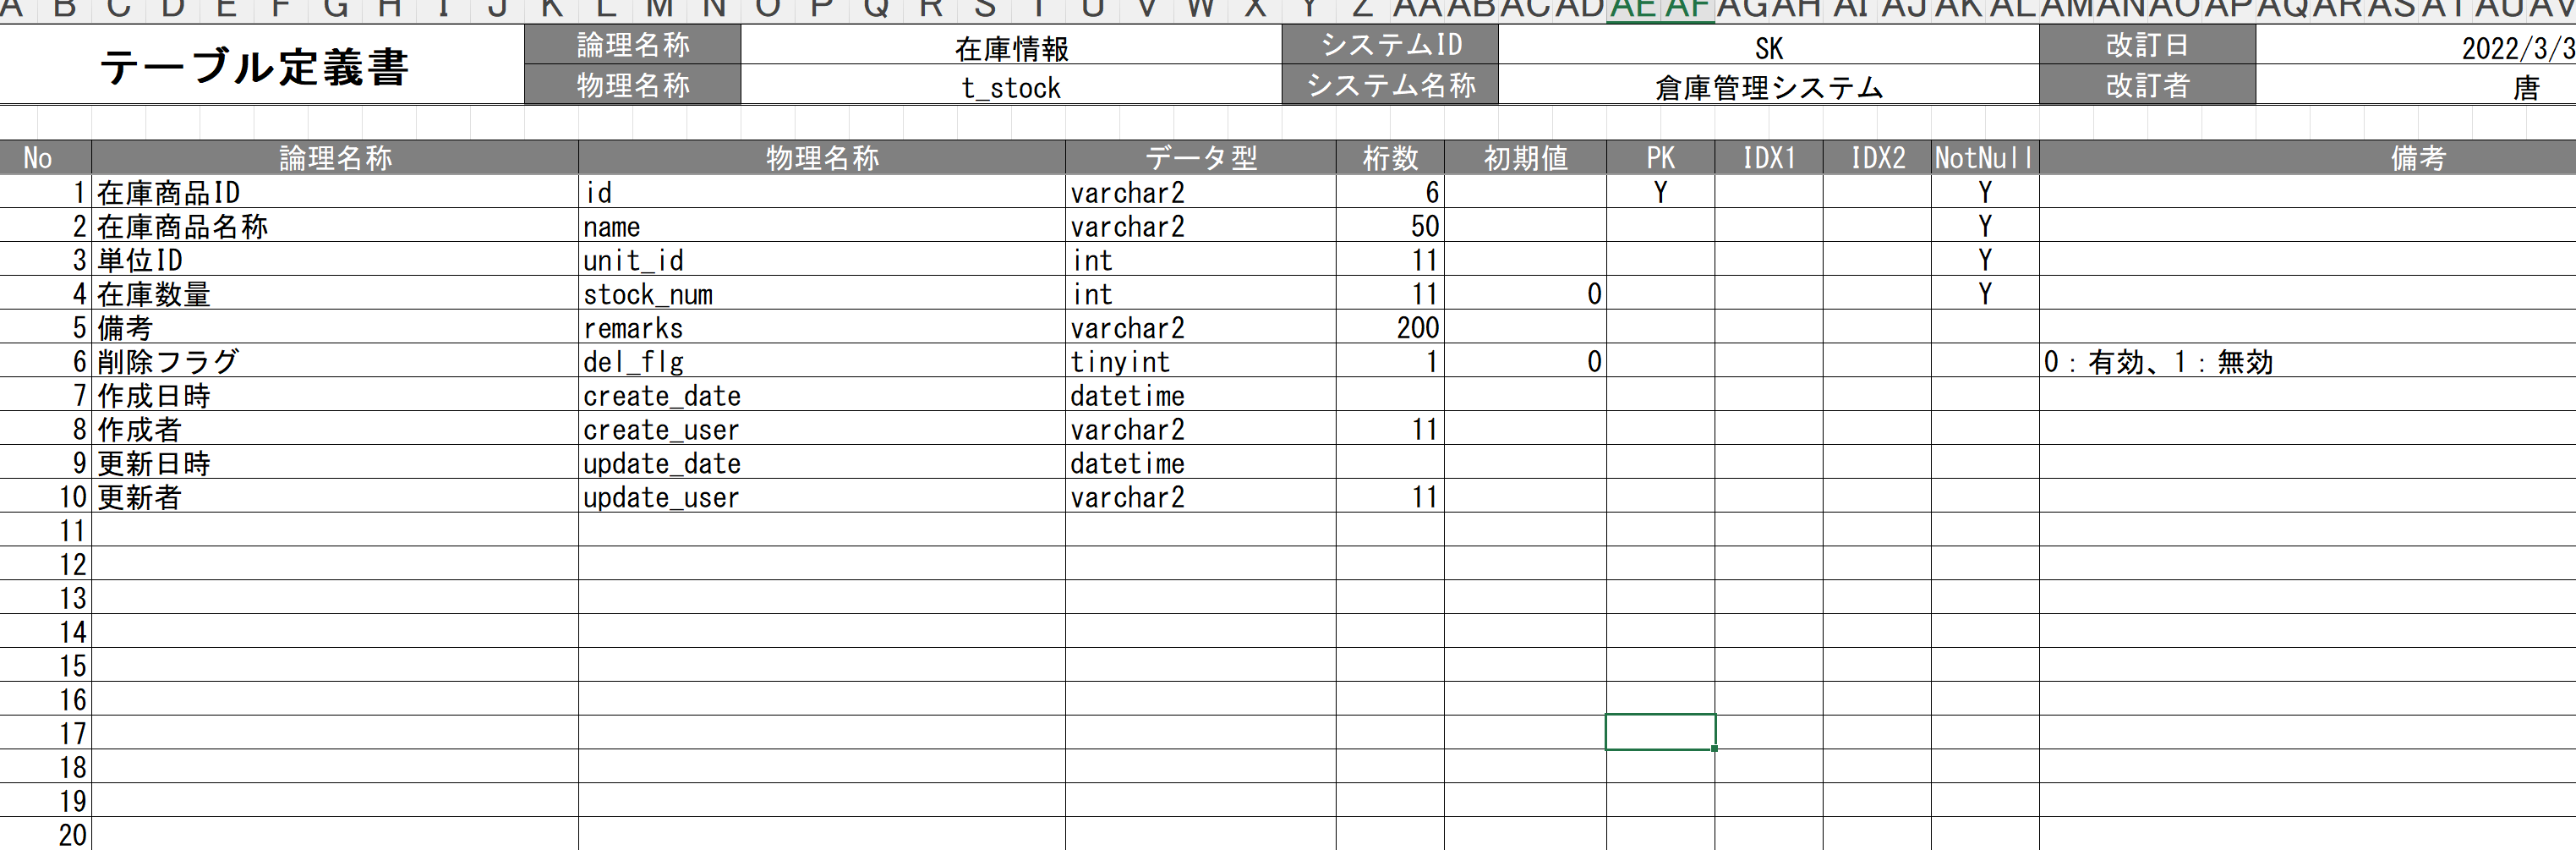 A B C D E F G H I J K L M N O P Q R S T U V W X Y Z AA AB AC AD AE AF AG AH AI AJ AK AL AM AN AO AP AQ AR AS AT AU AV
テーブル定義書 論理名称 在庫情報 システムID SK 改訂日 2022/3/3
物理名称 t_stock システム名称 倉庫管理システム 改訂者 唐
No 論理名称 物理名称 データ型 桁数 初期値 PK IDX1 IDX2 NotNull 備考
1 在庫商品ID id varchar2 6 Y Y
2 在庫商品名称 name varchar2 50 Y
3 単位ID unit_id int 11 Y
4 在庫数量 stock_num int 11 0 Y
5 備考 remarks varchar2 200
6 削除フラグ del_flg tinyint 1 0 0：有効、1：無効
7 作成日時 create_date datetime
8 作成者 create_user varchar2 11
9 更新日時 update_date datetime
10 更新者 update_user varchar2 11
11
12
13
14
15
16
17
18
19
20